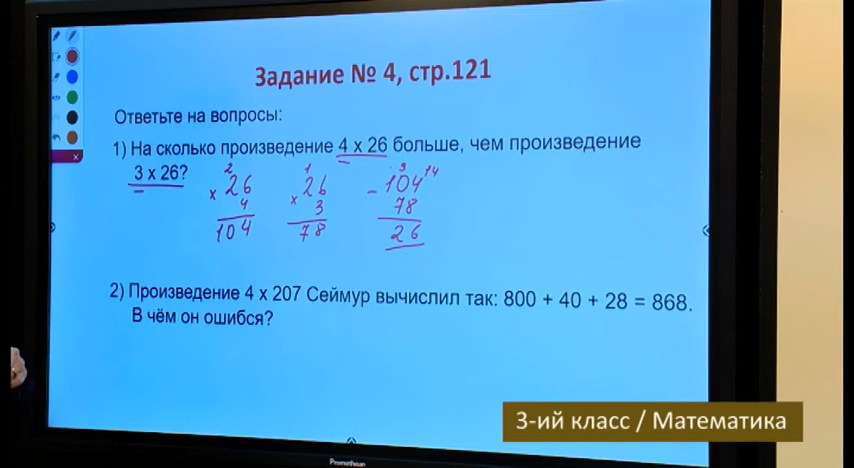 Задание № 4, стр.121
Ответьте на вопросы:
1) На сколько произведение 4 x 26 больше, чем произведение
3 x 26?
2 1 9 14
x 26 x 26 - 104
4 3 78
104 78 26
2) Произведение 4 x 207 Сеймур вычислил так: 800 + 40 + 28 = 868.
В чём он ошибся?
3-ий класс / Математика
Promethean